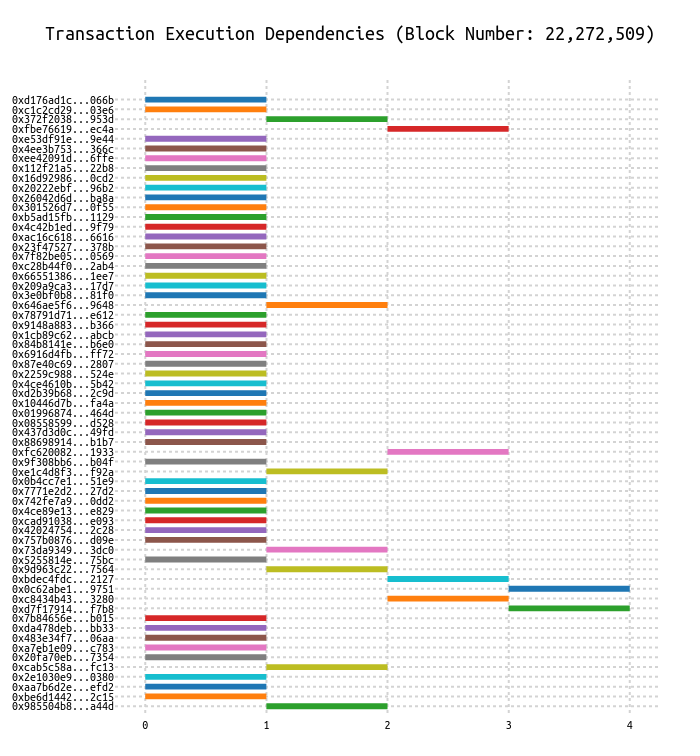 Transaction Execution Dependencies (Block Number: 22,272,509)
0xd176ad1c...066b
0xc1c2cd29...03e6
0x372f2038...953d
0xfbe76619...ec4a
0xe53df91e...9e44
0x4ee3b753...366c
0xee42091d...6ffe
0x112f21a5...22b8
0x16d92986...0cd2
0x20222ebf...96b2
0x26042d6d...ba8a
0x301526d7...0f55
0xb5ad15fb...1129
0x4c42b1ed...9f79
0xac16c618...6616
0x23f47527...378b
0x7f82be05...0569
0xc28b44f0...2ab4
0x66551386...1ee7
0x209a9ca3...17d7
0x3e0bf0b8...81f0
0x646ae5f6...9648
0x78791d71...e612
0x9148a883...b366
0x1cb89c62...abcb
0x84b8141e...b6e0
0x6916d4fb...ff72
0x87e40c69...2807
0x2259c988...524e
0x4ce4610b...5b42
0xd2b39b68...2c9d
0x10446d7b...fa4a
0x01996874...464d
0x08558599...d528
0x437d3d0c...49fd
0x88698914...b1b7
0xfc620082...1933
0x9f308bb6...b04f
0xe1c4d8f3...f92a
0x0b4cc7e1...51e9
0x7771e2d2...27d2
0x742fe7a9...0dd2
0x4ce89e13...e829
0xcad91038...e093
0x42024754...2c28
0x757b0876...d09e
0x73da9349...3dc0
0x5255814e...75bc
0x9d963c22...7564
0xbdec4fdc...2127
0x0c62abe1...9751
0xc8434b43...3280
0xd7f17914...f7b8
0x7b84656e...b015
0xda478deb...bb33
0x483e34f7...06aa
0xa7eb1e09...c783
0x20fa70eb...7354
0xcab5c58a...fc13
0x2e1030e9...0380
0xaa7b6d2e...efd2
0xbe6d1442...2c15
0x985504b8...a44d
0 1 2 3 4